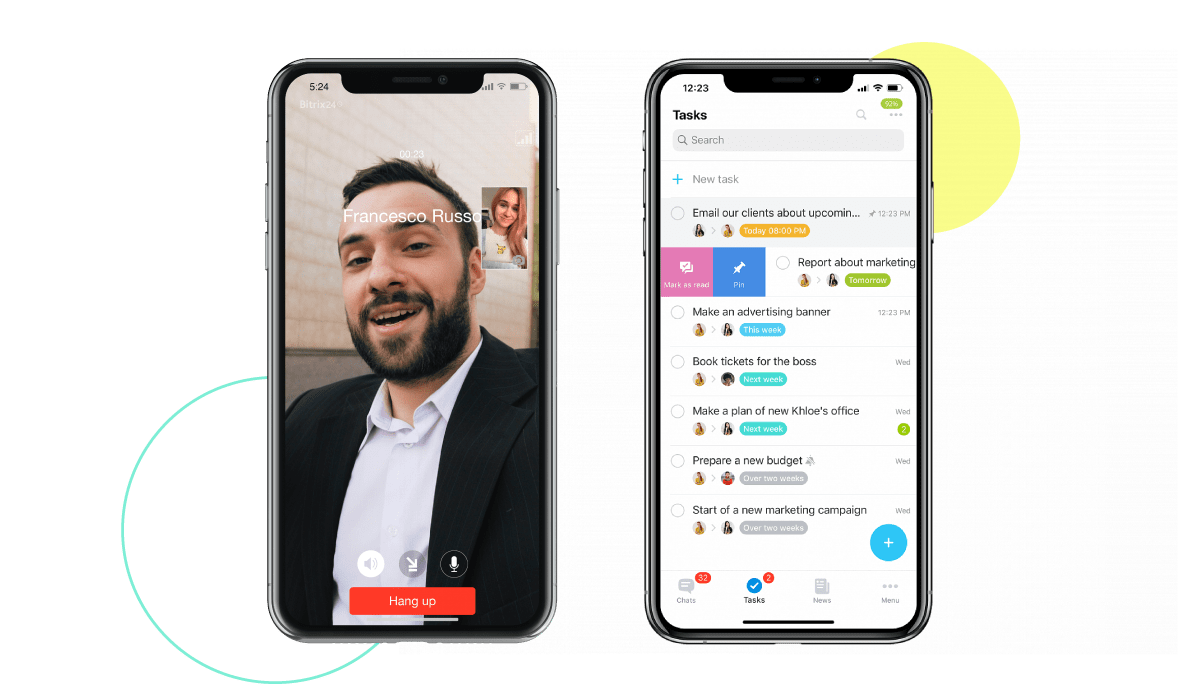 5:24
Bitrix24
00:23
Francesco Russo
Hang up
12:23
92%
Tasks
Search
New task
Email our clients about upcomin... 12:23 PM
Today 08:00 PM
Mark as read
Pin
Report about marketing
Tomorrow
Make an advertising banner 12:23 PM
This week
Book tickets for the boss Wed
Next week
Make a plan of new Khloe's office Wed
Next week 2
Prepare a new budget Wed
Over two weeks
Start of a new marketing campaign Wed
Over two weeks
+
32 2
Chats Tasks News Menu